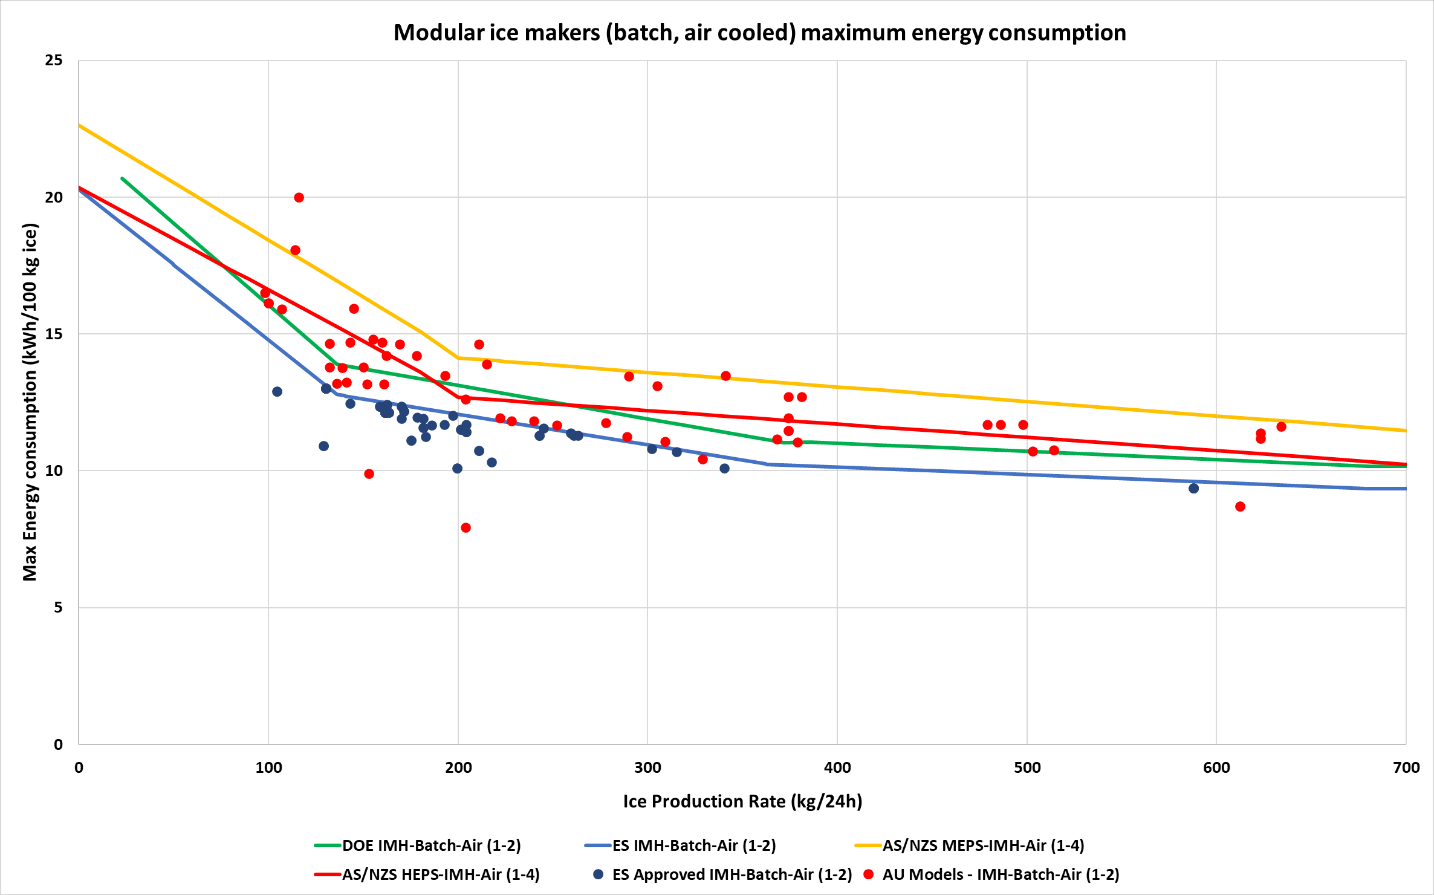 Modular ice makers (batch, air cooled) maximum energy consumption
Max Energy consumption (kWh/100 kg ice)
25
20
15
10
5
0
0 100 200 300 400 500 600 700
Ice Production Rate (kg/24h)
DOE IMH-Batch-Air (1-2) ES IMH-Batch-Air (1-2) AS/NZS MEPS-IMH-Air (1-4)
AS/NZS HEPS-IMH-Air (1-4) ES Approved IMH-Batch-Air (1-2) AU Models - IMH-Batch-Air (1-2)